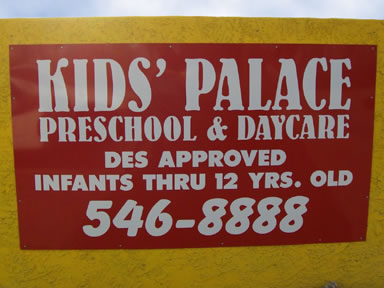 KIDS' PALACE
PRESCHOOL & DAYCARE
DES APPROVED
INFANTS THRU 12 YRS. OLD
546-8888